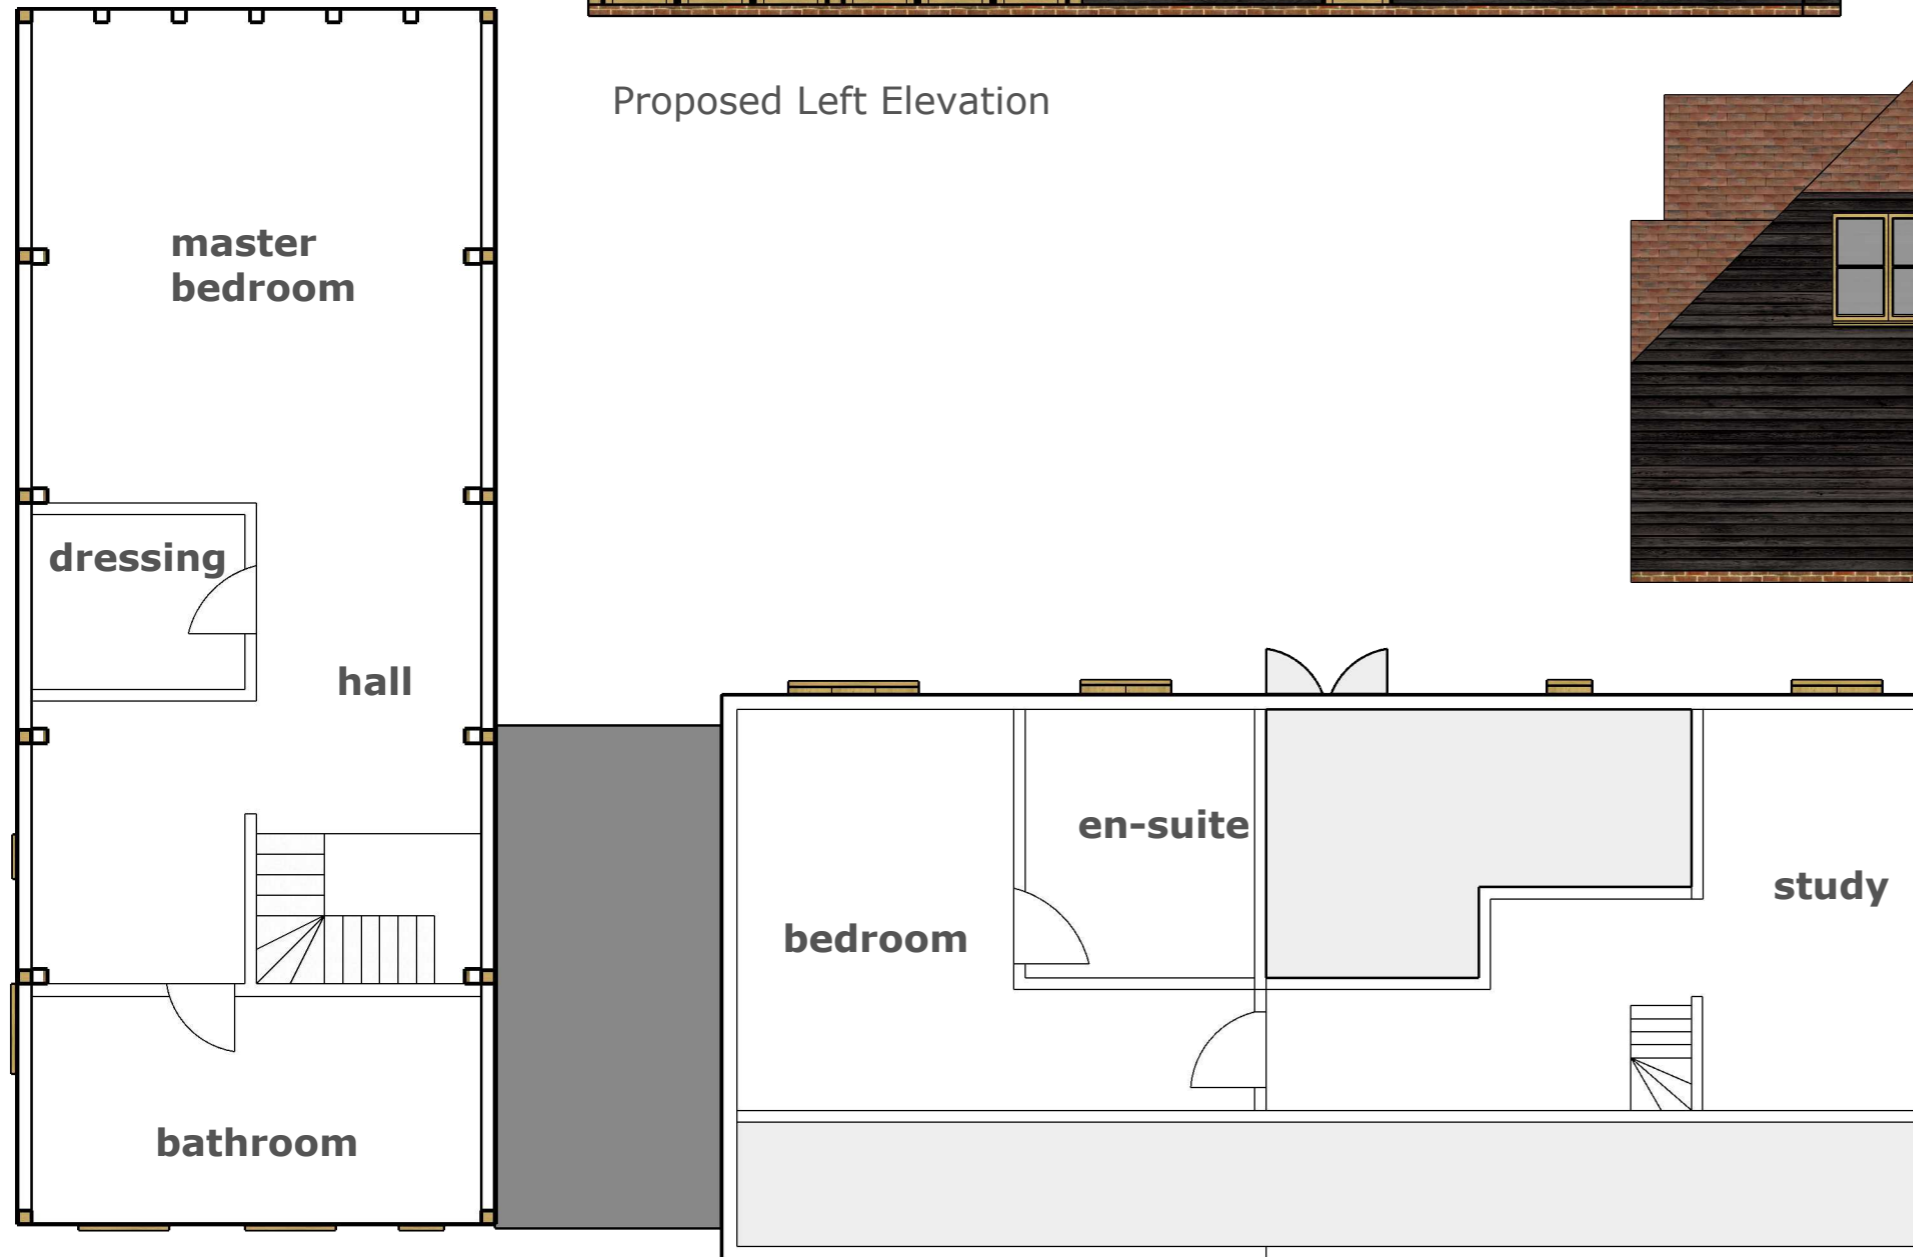 Proposed Left Elevation
master
bedroom
dressing
hall
en-suite
study
bedroom
bathroom